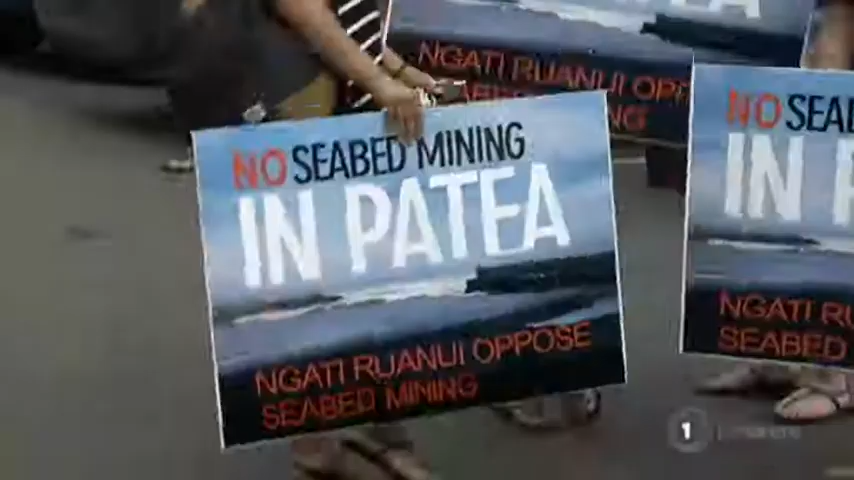 NGATI RUANUI OPP
NO SEABED MINING
IN PATEA
NGATI RUANUI OPPOSE
SEABED MINING
NO SEA
IN
NGATI RU
SEABED
1